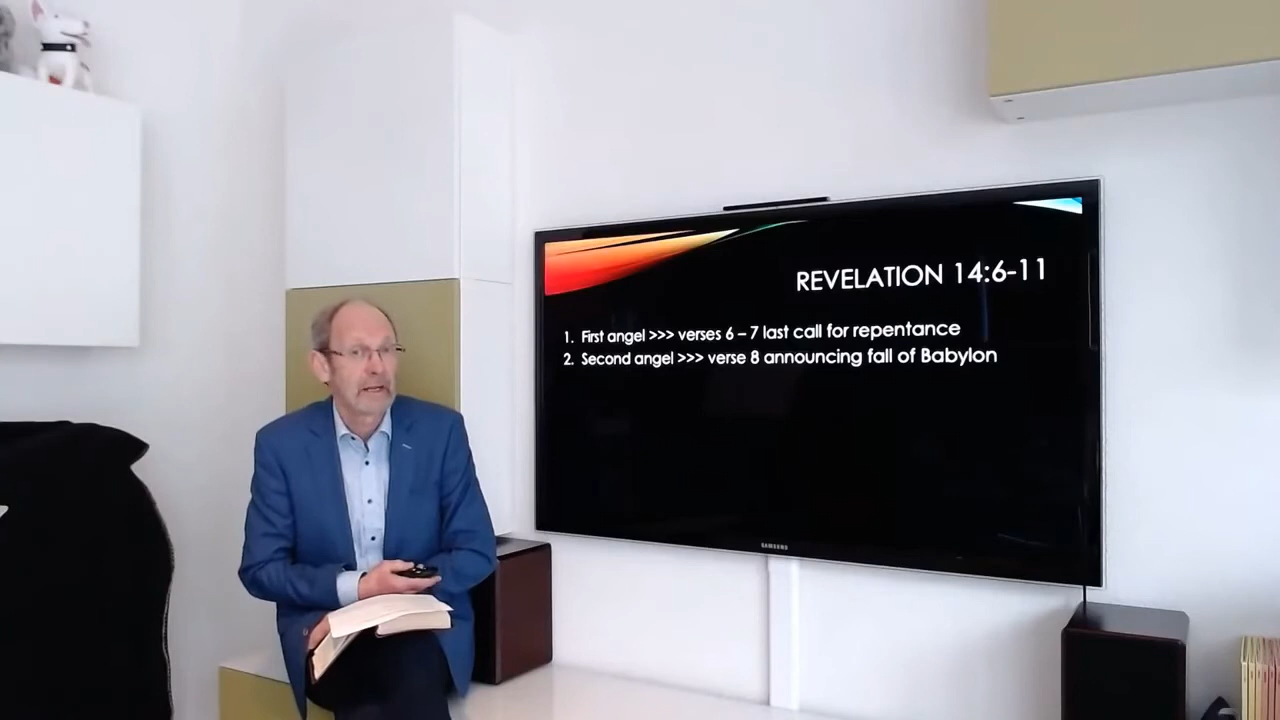 REVELATION 14:6-11
1. First angel >>> verses 6 – 7 last call for repentance
2. Second angel >>> verse 8 announcing fall of Babylon
SAMSUNG